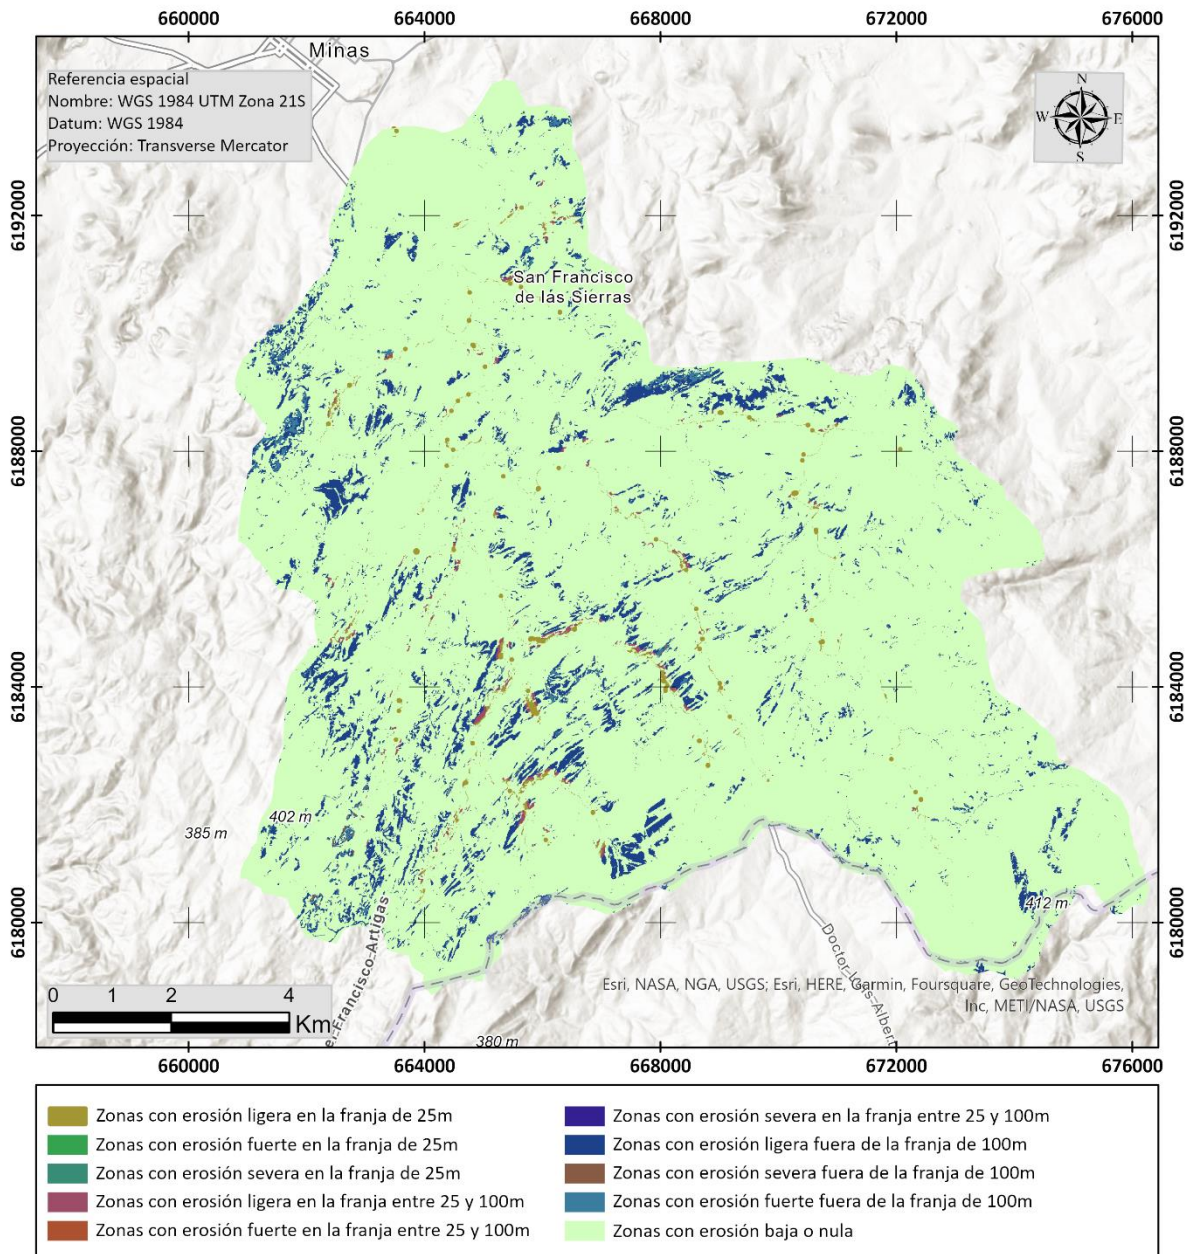 660000 664000 668000 672000 676000
Minas
Referencia espacial
Nombre: WGS 1984 UTM Zona 21S
Datum: WGS 1984
Proyección: Transverse Mercator
N
W E
S
6192000 6192000
San Francisco
de las Sierras
6188000 6188000
6184000 6184000
402 m
385 m
412 m
6180000 6180000
Francisco Artigas
Doctor Luis Albert
Esri, NASA, NGA, USGS; Esri, HERE, Garmin, Foursquare, GeoTechnologies,
Inc, METI/NASA, USGS
0 1 2 4
Km
380 m
660000 664000 668000 672000 676000
Zonas con erosión ligera en la franja de 25m
Zonas con erosión fuerte en la franja de 25m
Zonas con erosión severa en la franja de 25m
Zonas con erosión ligera en la franja entre 25 y 100m
Zonas con erosión fuerte en la franja entre 25 y 100m
Zonas con erosión severa en la franja entre 25 y 100m
Zonas con erosión ligera fuera de la franja de 100m
Zonas con erosión severa fuera de la franja de 100m
Zonas con erosión fuerte fuera de la franja de 100m
Zonas con erosión baja o nula